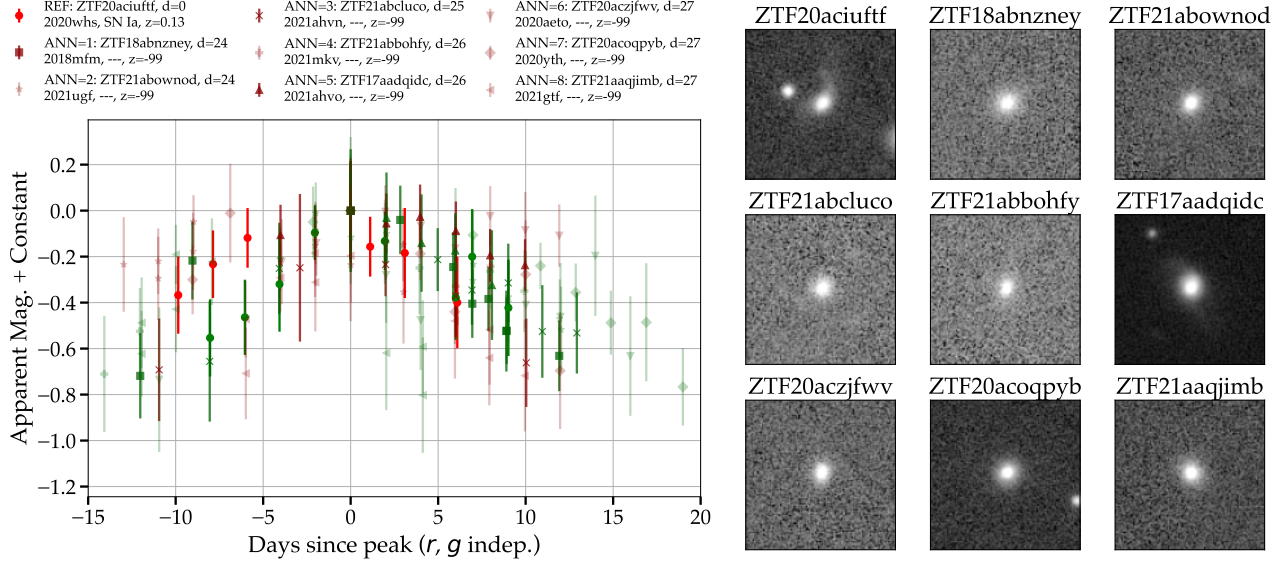 REF: ZTF20aciuftf, d=0
2020whs, SN Ia, z=0.13
ANN=1: ZTF18abnzney, d=24
2018mfm, ---, z=-99
ANN=2: ZTF21abownod, d=24
2021ugf, ---, z=-99
ANN=3: ZTF21abcluco, d=25
2021ahvn, ---, z=-99
ANN=4: ZTF21abbohfy, d=26
2021mkv, ---, z=-99
ANN=5: ZTF17aadqidc, d=26
2021ahvo, ---, z=-99
ANN=6: ZTF20aczjfwv, d=27
2020aeto, ---, z=-99
ANN=7: ZTF20acoqpyb, d=27
2020yth, ---, z=-99
ANN=8: ZTF21aaqjimb, d=27
2021gtf, ---, z=-99
Apparent Mag. + Constant
0.2
0.0
−0.2
−0.4
−0.6
−0.8
−1.0
−1.2
−15 −10 −5 0 5 10 15 20
Days since peak (r, g indep.)
ZTF20aciuftf ZTF18abnzney ZTF21abownod
ZTF21abcluco ZTF21abbohfy ZTF17aadqidc
ZTF20aczjfwv ZTF20acoqpyb ZTF21aaqjimb